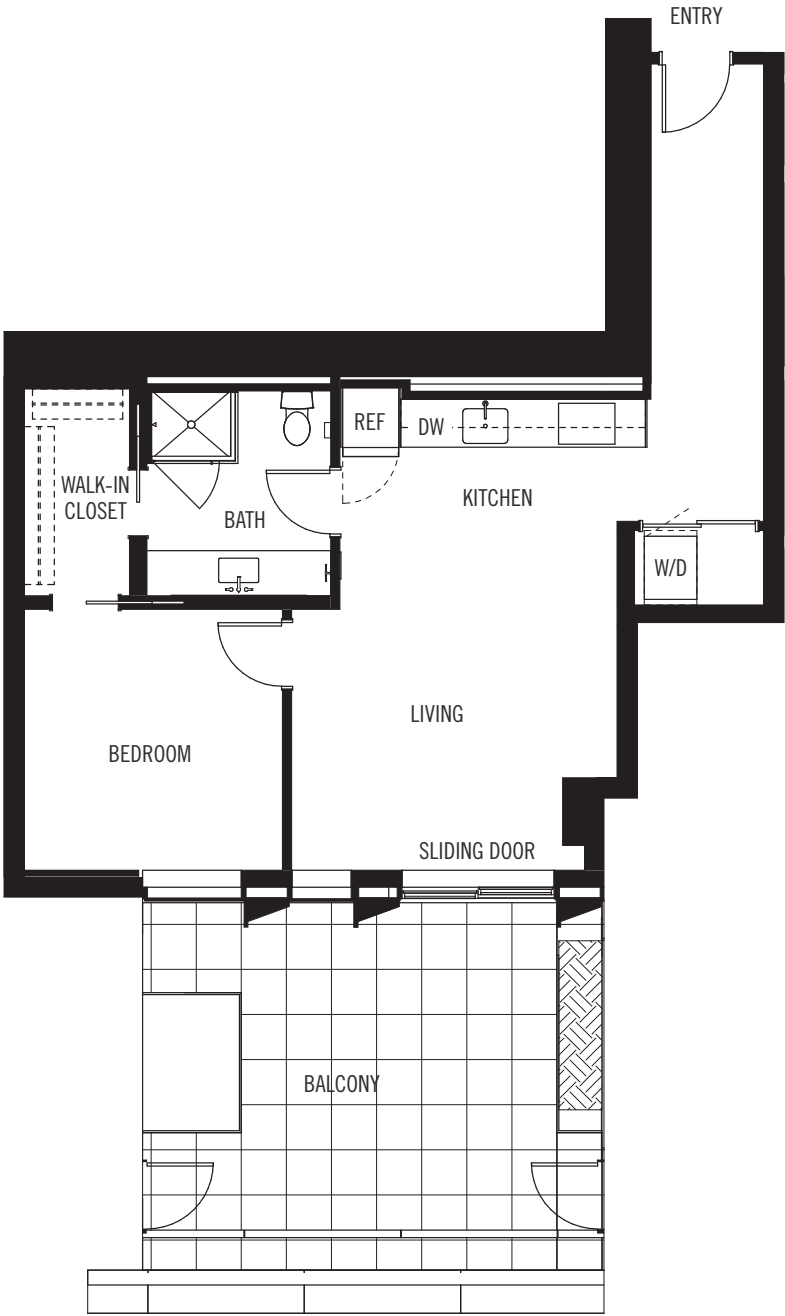 ENTRY
REF
DW
WALK-IN
CLOSET
KITCHEN
BATH
W/D
LIVING
BEDROOM
SLIDING DOOR
BALCONY